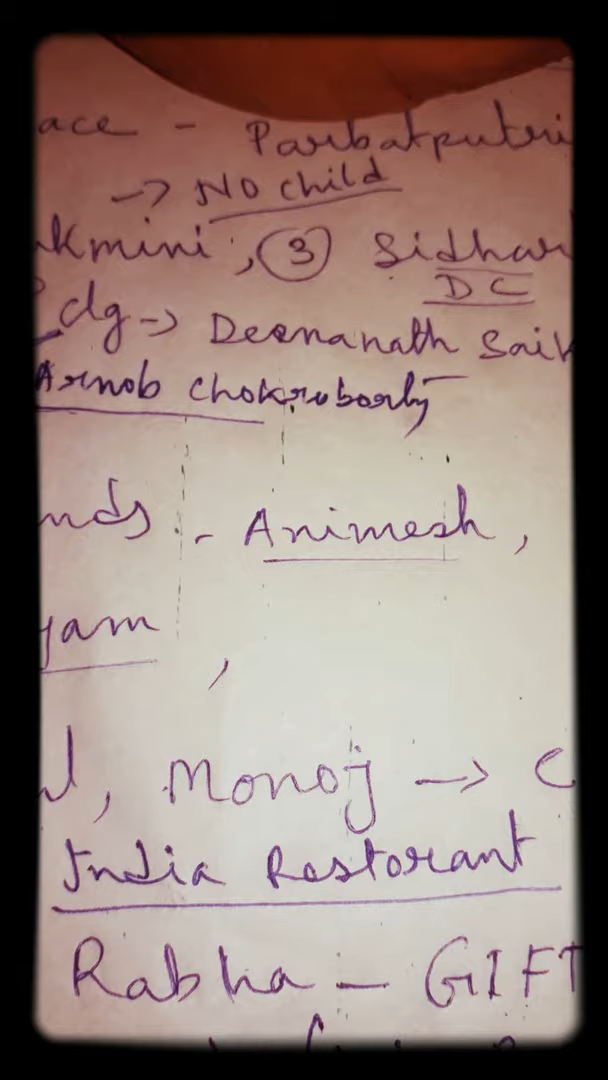 ace - Parbatputri
→ NO child
kmini, ③ Sidhar
DC
dg → Deenanath Saik
Arnob Chokroborty
nds - Animesh,
yam,
l, Monoj → C
India Restorant
Rabha - GIFT